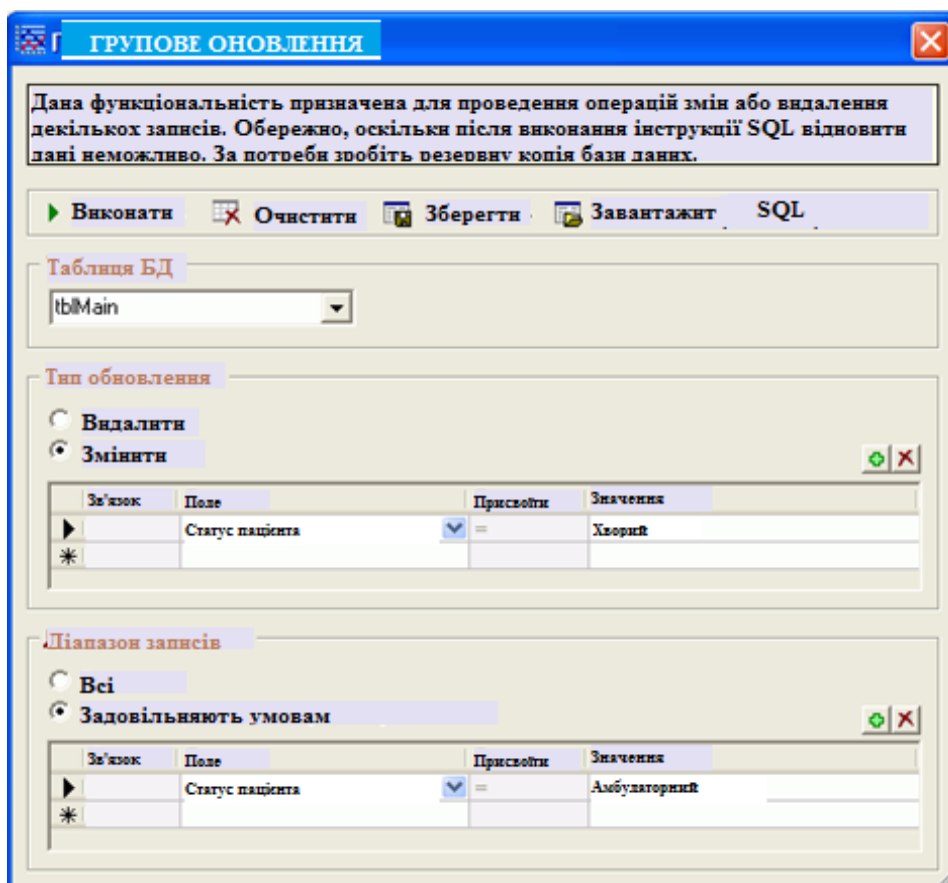 ГРУПОВЕ ОНОВЛЕННЯ
Дана функціональність призначена для проведення операцій змін або видалення
декількох записів. Обережно, оскільки після виконання інструкції SQL відновити
дані неможливо. За потреби зробіть резервну копія бази даних.
Виконати Очистити Зберегти Завантажит SQL
Таблиця БД
tblMain
Тип обновлення
Видалити
Змінити
Зв'язок Поле Присвоїти Значення
Статус пацієнта = Хворий
Діапазон записів
Всі
Задовільняють умовам
Зв'язок Поле Присвоїти Значення
Статус пацієнта = Амбулаторний